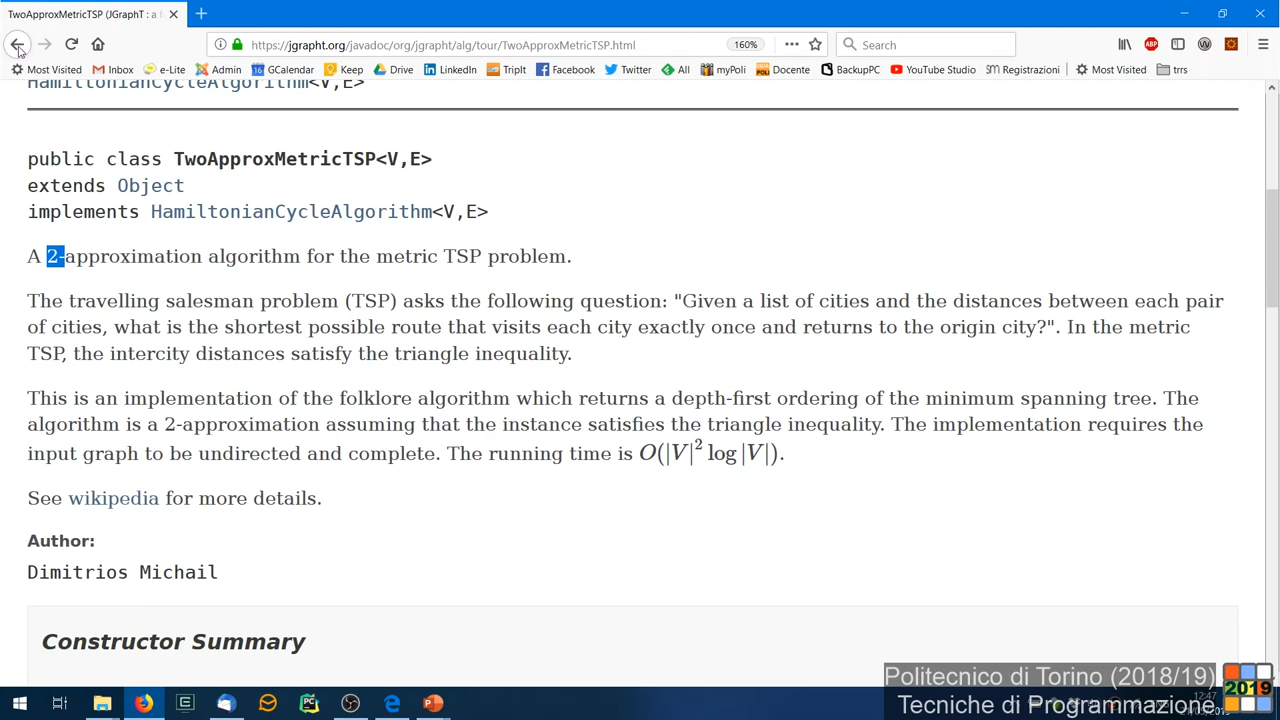 TwoApproxMetricTSP (JGraphT : a f
https://jgrapht.org/javadoc/org/jgrapht/alg/tour/TwoApproxMetricTSP.html
160%
Search
Most Visited
Inbox
e-Lite
Admin
GCalendar
Keep
Drive
LinkedIn
TripIt
Facebook
Twitter
All
myPoli
Docente
BackupPC
YouTube Studio
Registrazioni
Most Visited
trrs
HamiltonianCycleAlgorithm<V,E>
public class TwoApproxMetricTSP<V,E>
extends Object
implements HamiltonianCycleAlgorithm<V,E>
A 2-approximation algorithm for the metric TSP problem.
The travelling salesman problem (TSP) asks the following question: "Given a list of cities and the distances between each pair
of cities, what is the shortest possible route that visits each city exactly once and returns to the origin city?". In the metric
TSP, the intercity distances satisfy the triangle inequality.
This is an implementation of the folklore algorithm which returns a depth-first ordering of the minimum spanning tree. The
algorithm is a 2-approximation assuming that the instance satisfies the triangle inequality. The implementation requires the
input graph to be undirected and complete. The running time is O(|V|² log |V|).
See wikipedia for more details.
Author:
Dimitrios Michail
Constructor Summary
Politecnico di Torino (2018/19)
Tecniche di Programmazione
2019
12:47